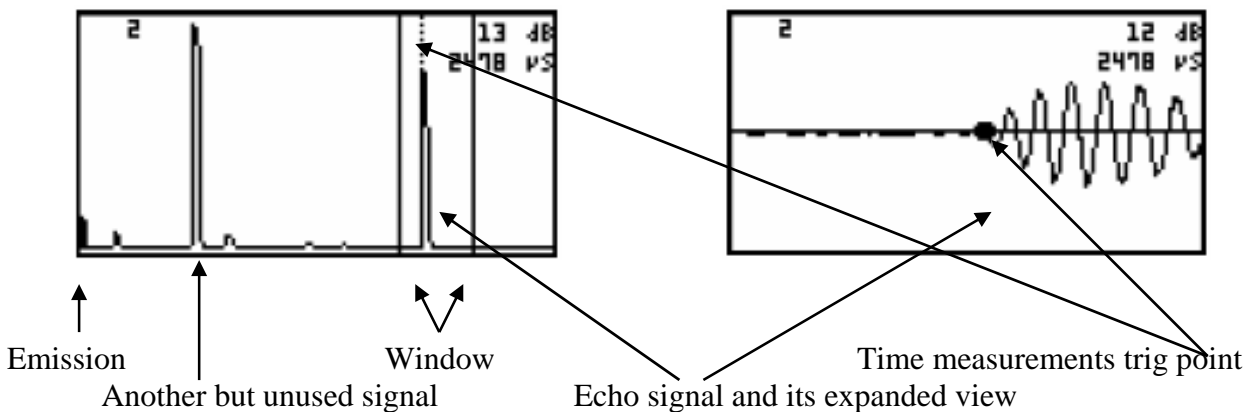 2
13 dB
2478 µS
2
12 dB
2478 µS
Emission
Window
Time measurements trig point
Another but unused signal
Echo signal and its expanded view